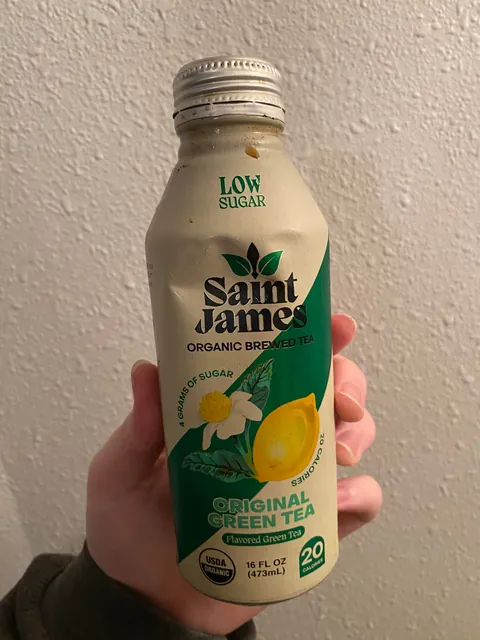 LOW
SUGAR
Saint
James
ORGANIC BREWED TEA
4 GRAMS OF SUGAR
20 CALORIES
ORIGINAL
GREEN TEA
Flavored Green Tea
USDA
ORGANIC
16 FL OZ
(473mL)
20
CALORIES